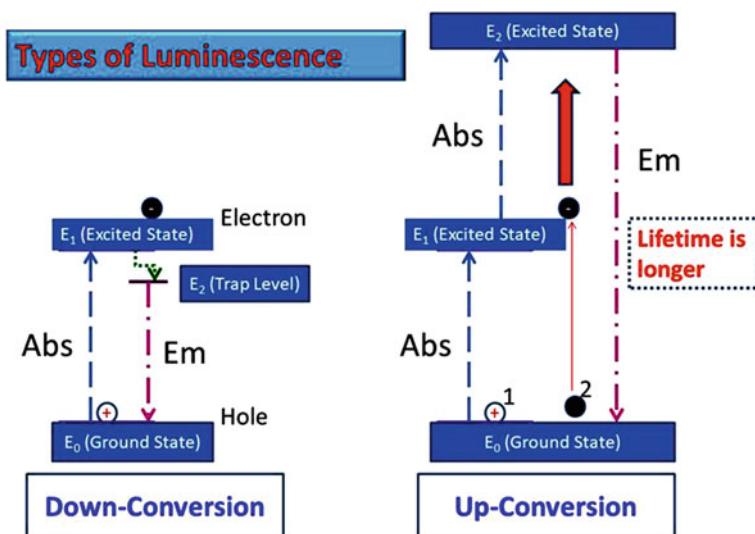 Types of Luminescence
E₂ (Excited State)
Abs
Em
-
Electron
E₁ (Excited State)
-
E₁ (Excited State)
Lifetime is
longer
E₂ (Trap Level)
Abs
Em
Abs
+
Hole
+
1
2
E₀ (Ground State)
E₀ (Ground State)
Down-Conversion
Up-Conversion